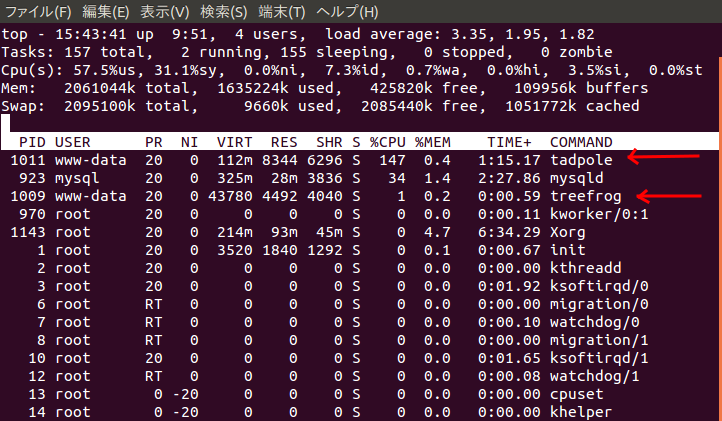 ファイル(F) 編集(E) 表示(V) 検索(S) 端末(T) ヘルプ(H)
top - 15:43:41 up  9:51,  4 users,  load average: 3.35, 1.95, 1.82
Tasks: 157 total,   2 running, 155 sleeping,   0 stopped,   0 zombie
Cpu(s): 57.5%us, 31.1%sy,  0.0%ni,  7.3%id,  0.7%wa,  0.0%hi,  3.5%si,  0.0%st
Mem:   2061044k total,  1635224k used,   425820k free,   109956k buffers
Swap:  2095100k total,     9660k used,  2085440k free,  1051772k cached
PID USER      PR  NI  VIRT  RES  SHR S %CPU %MEM    TIME+  COMMAND
1011 www-data  20   0  112m 8344 6296 S  147  0.4   1:15.17 tadpole
923 mysql     20   0  325m  28m 3836 S   34  1.4   2:27.86 mysqld
1009 www-data  20   0 43780 4492 4040 S    1  0.2   0:00.59 treefrog
970 root      20   0     0    0    0 S    0  0.0   0:00.11 kworker/0:1
1143 root      20   0  214m  93m  45m S    0  4.7   6:34.29 Xorg
1 root      20   0  3520 1840 1292 S    0  0.1   0:00.67 init
2 root      20   0     0    0    0 S    0  0.0   0:00.00 kthreadd
3 root      20   0     0    0    0 S    0  0.0   0:01.92 ksoftirqd/0
6 root      RT   0     0    0    0 S    0  0.0   0:00.00 migration/0
7 root      RT   0     0    0    0 S    0  0.0   0:00.10 watchdog/0
8 root      RT   0     0    0    0 S    0  0.0   0:00.00 migration/1
10 root      20   0     0    0    0 S    0  0.0   0:01.65 ksoftirqd/1
12 root      RT   0     0    0    0 S    0  0.0   0:00.08 watchdog/1
13 root       0 -20     0    0    0 S    0  0.0   0:00.00 cpuset
14 root       0 -20     0    0    0 S    0  0.0   0:00.00 khelper